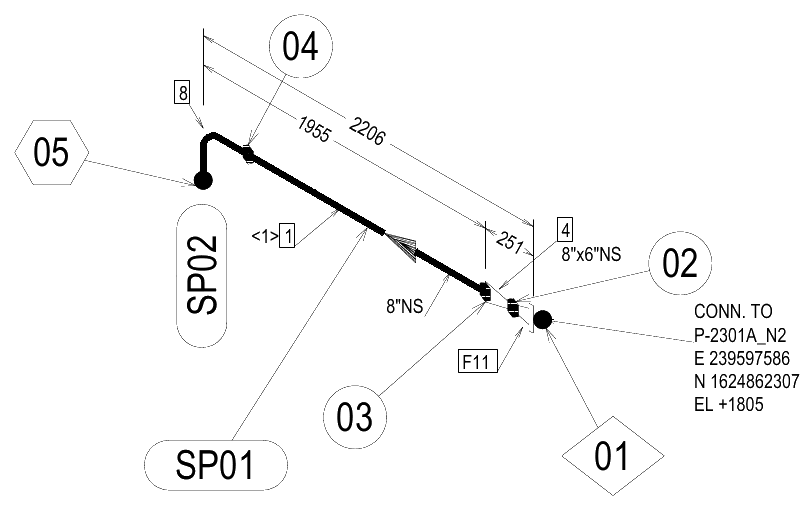 04
8
1955
2206
05
<1> 1
251
4
8"x6"NS
02
SP02
8"NS
CONN. TO
P-2301A_N2
E 239597586
N 1624862307
EL +1805
F11
03
01
SP01